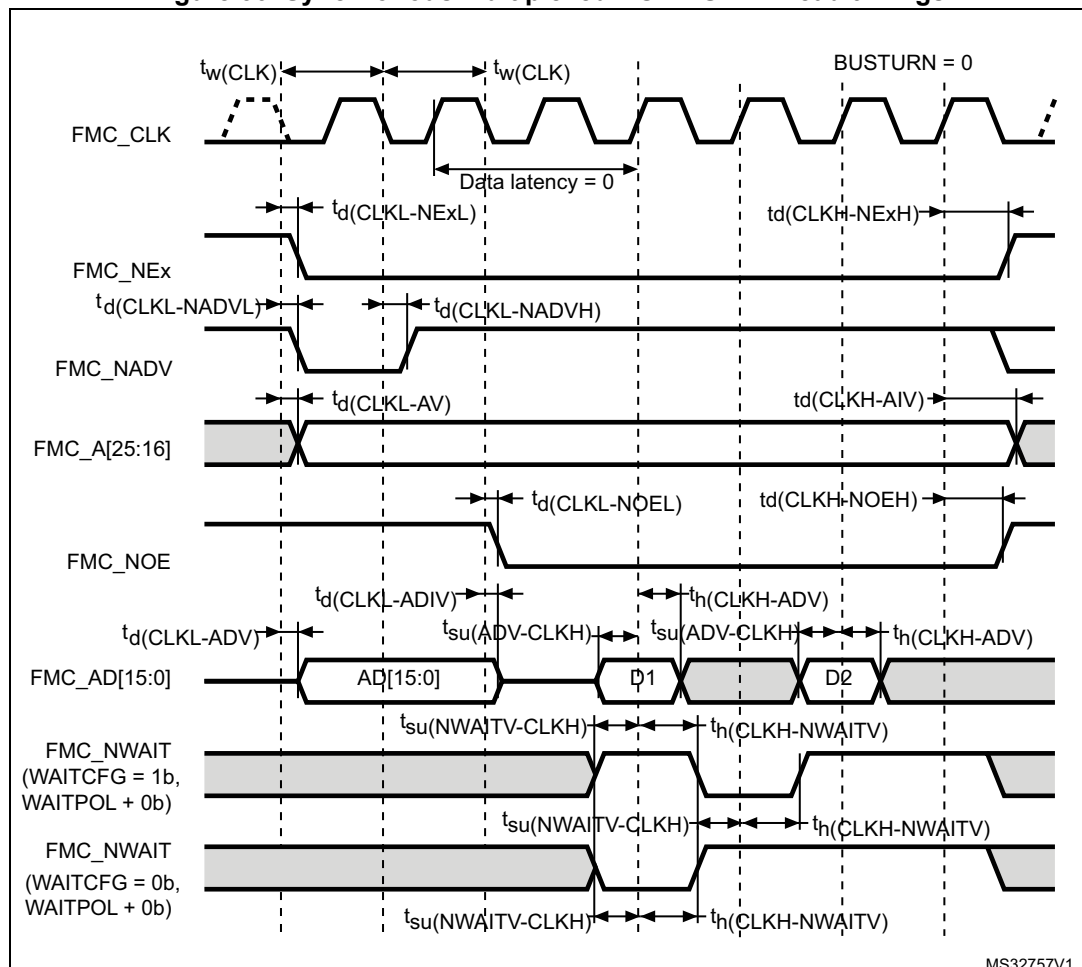 tw(CLK)
tw(CLK)
BUSTURN = 0
FMC_CLK
Data latency = 0
td(CLKL-NExL)
td(CLKH-NExH)
FMC_NEx
td(CLKL-NADVL)
td(CLKL-NADVH)
FMC_NADV
td(CLKL-AV)
td(CLKH-AIV)
FMC_A[25:16]
td(CLKL-NOEL)
td(CLKH-NOEH)
FMC_NOE
td(CLKL-ADIV)
th(CLKH-ADV)
td(CLKL-ADV)
tsu(ADV-CLKH)
tsu(ADV-CLKH)
th(CLKH-ADV)
FMC_AD[15:0]
AD[15:0]
D1
D2
tsu(NWAITV-CLKH)
th(CLKH-NWAITV)
FMC_NWAIT
(WAITCFG = 1b,
WAITPOL + 0b)
tsu(NWAITV-CLKH)
th(CLKH-NWAITV)
FMC_NWAIT
(WAITCFG = 0b,
WAITPOL + 0b)
tsu(NWAITV-CLKH)
th(CLKH-NWAITV)
MS32757V1